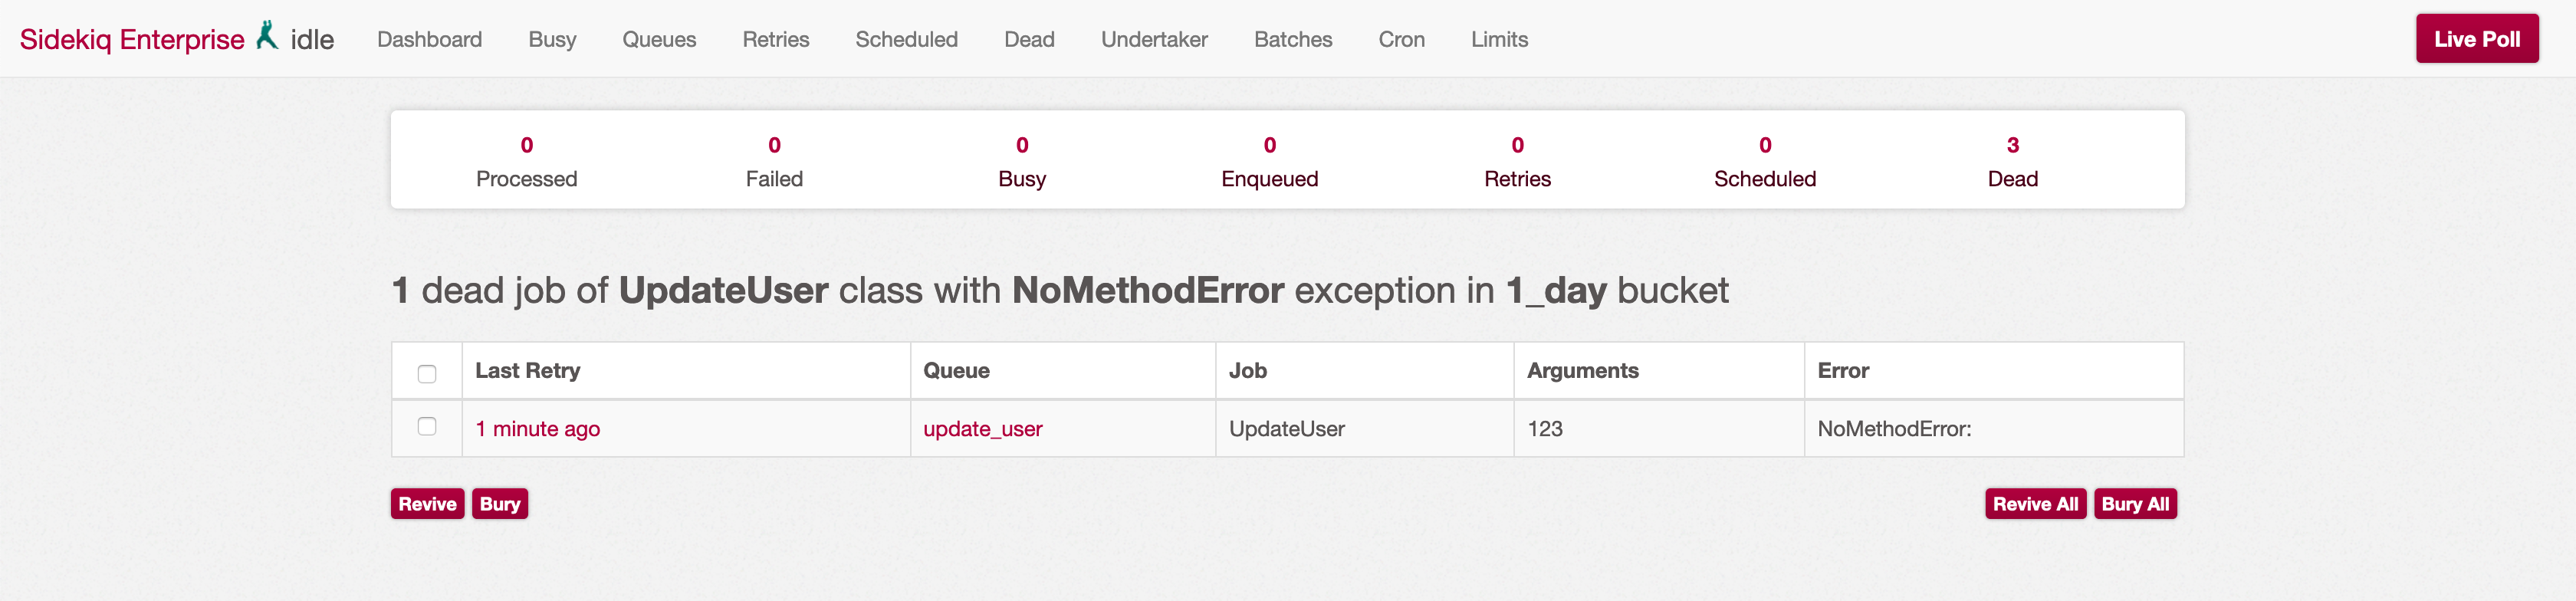 Sidekiq Enterprise idle Dashboard Busy Queues Retries Scheduled Dead Undertaker Batches Cron Limits Live Poll
0 0 0 0 0 0 3
Processed Failed Busy Enqueued Retries Scheduled Dead
1 dead job of UpdateUser class with NoMethodError exception in 1_day bucket
Last Retry Queue Job Arguments Error
1 minute ago update_user UpdateUser 123 NoMethodError:
Revive Bury Revive All Bury All